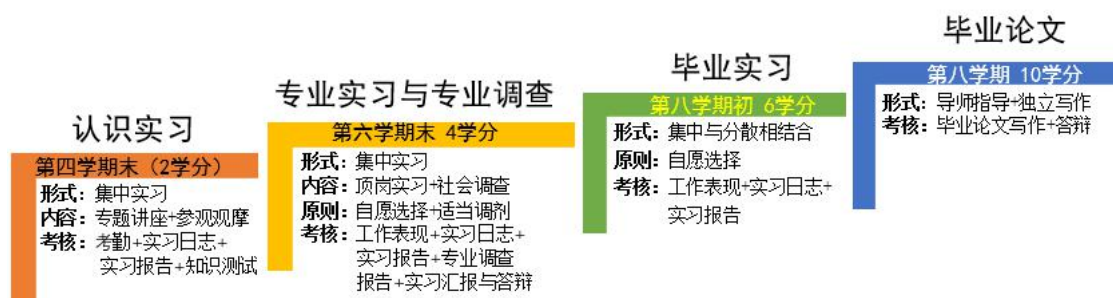 认识实习
第四学期末（2学分）
形式：集中实习
内容：专题讲座+参观观摩
考核：考勤+实习日志+
实习报告+知识测试
专业实习与专业调查
第六学期末 4学分
形式：集中实习
内容：顶岗实习+社会调查
原则：自愿选择+适当调剂
考核：工作表现+实习日志+
实习报告+专业调查
报告+实习汇报与答辩
毕业实习
第八学期初 6学分
形式：集中与分散相结合
原则：自愿选择
考核：工作表现+实习日志+
实习报告
毕业论文
第八学期 10学分
形式：导师指导+独立写作
考核：毕业论文写作+答辩